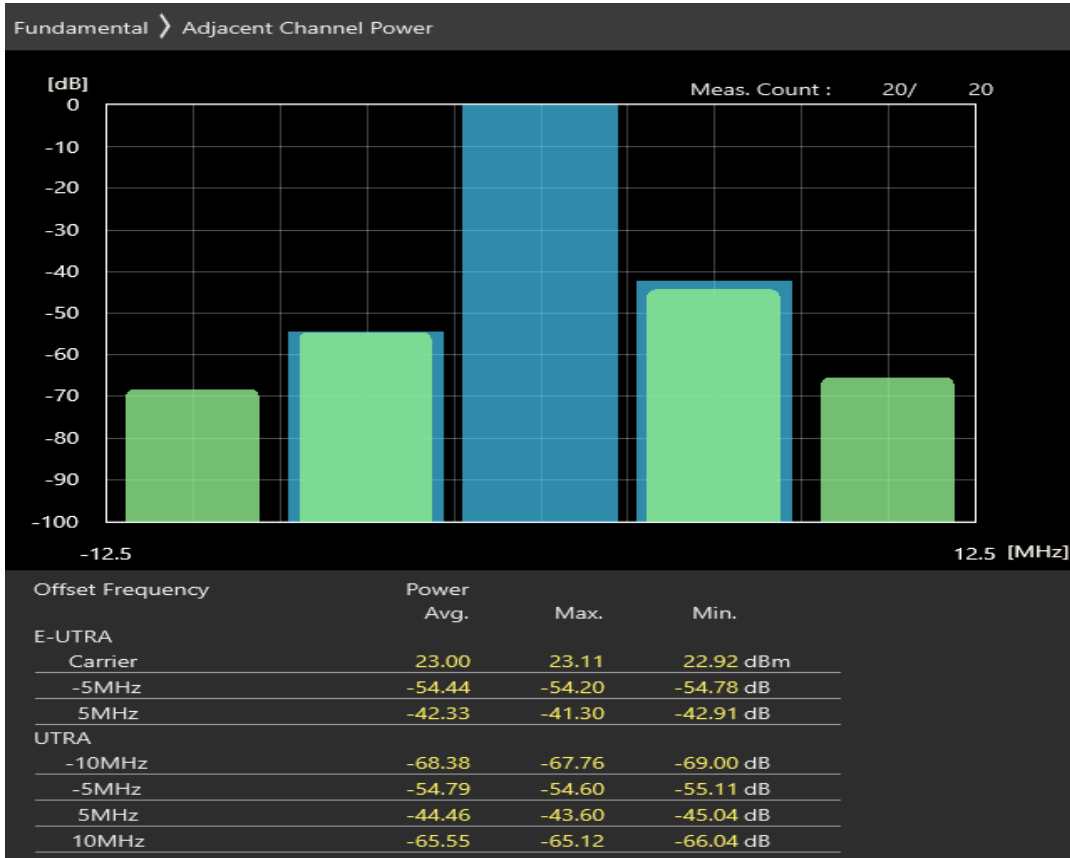 Fundamental 》 Adjacent Channel Power
[dB]
Meas. Count : 20/ 20
0
-10
-20
-30
-40
-50
-60
-70
-80
-90
-100
-12.5 12.5 [MHz]
Offset Frequency Power
Avg. Max. Min.
E-UTRA
Carrier 23.00 23.11 22.92 dBm
-5MHz -54.44 -54.20 -54.78 dB
5MHz -42.33 -41.30 -42.91 dB
UTRA
-10MHz -68.38 -67.76 -69.00 dB
-5MHz -54.79 -54.60 -55.11 dB
5MHz -44.46 -43.60 -45.04 dB
10MHz -65.55 -65.12 -66.04 dB